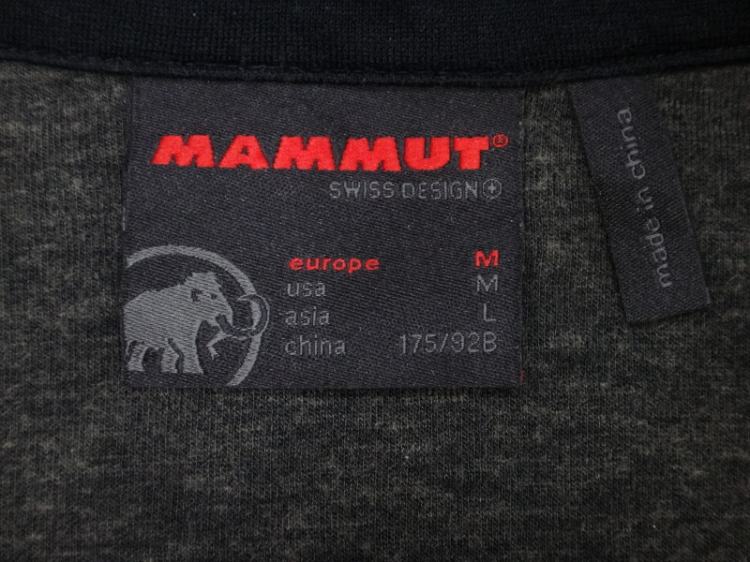 MAMMUT®
SWISS DESIGN
europe M
usa M
asia L
china 175/92B
made in china